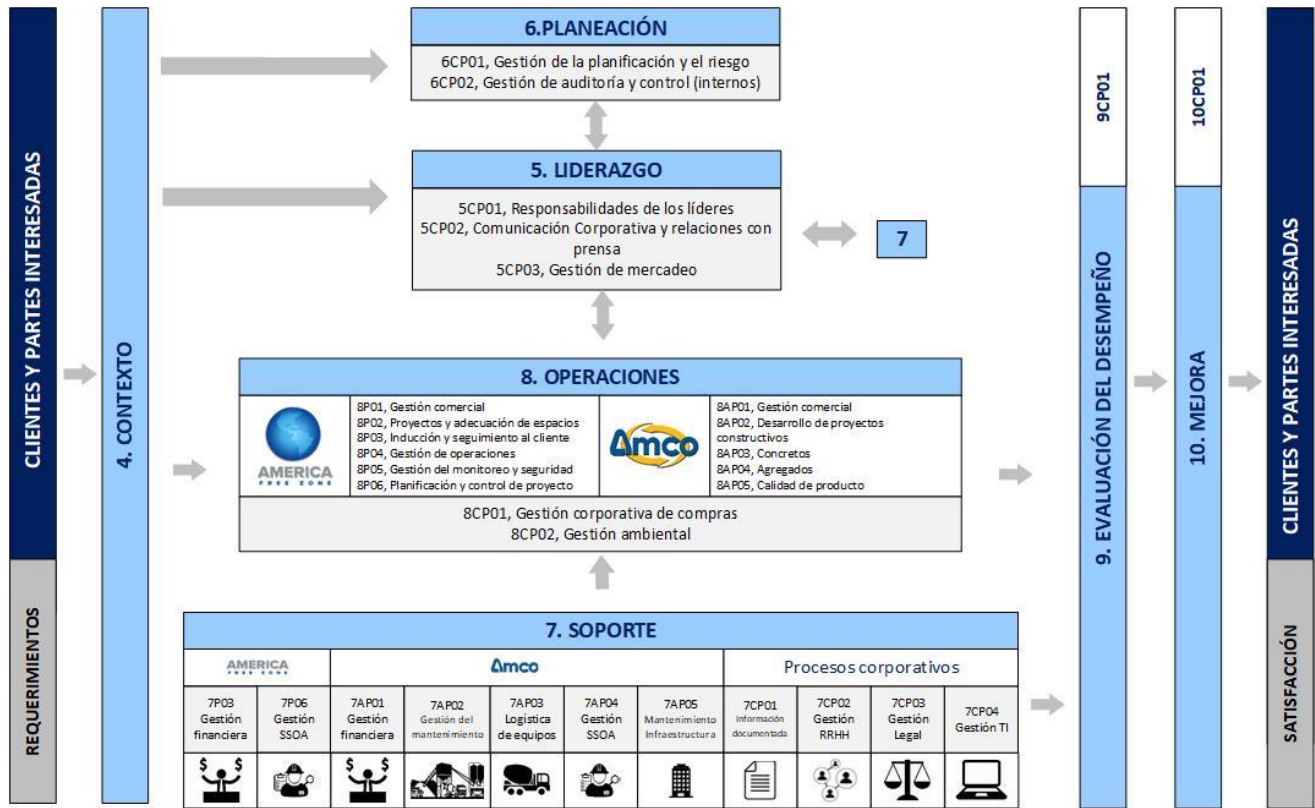 CLIENTES Y PARTES INTERESADAS
REQUERIMIENTOS
4. CONTEXTO
6.PLANEACIÓN
6CP01, Gestión de la planificación y el riesgo
6CP02, Gestión de auditoría y control (internos)
5. LIDERAZGO
5CP01, Responsabilidades de los líderes
5CP02, Comunicación Corporativa y relaciones con
prensa
5CP03, Gestión de mercadeo
7
8. OPERACIONES
AMERICA
FREE ZONE
8P01, Gestión comercial
8P02, Proyectos y adecuación de espacios
8P03, Inducción y seguimiento al cliente
8P04, Gestión de operaciones
8P05, Gestión del monitoreo y seguridad
8P06, Planificación y control de proyecto
Amco
8AP01, Gestión comercial
8AP02, Desarrollo de proyectos
constructivos
8AP03, Concretos
8AP04, Agregados
8AP05, Calidad de producto
8CP01, Gestión corporativa de compras
8CP02, Gestión ambiental
7. SOPORTE
AMERICA
FREE ZONE
Amco
Procesos corporativos
7P03
Gestión
financiera
7P06
Gestión
SSOA
7AP01
Gestión
financiera
7AP02
Gestión del
mantenimiento
7AP03
Logística
de equipos
7AP04
Gestión
SSOA
7AP05
Mantenimiento
Infraestructura
7CP01
Información
documentada
7CP02
Gestión
RRHH
7CP03
Gestión
Legal
7CP04
Gestión TI
$ $
$ $
9CP01
9. EVALUACIÓN DEL DESEMPEÑO
10CP01
10. MEJORA
CLIENTES Y PARTES INTERESADAS
SATISFACCIÓN